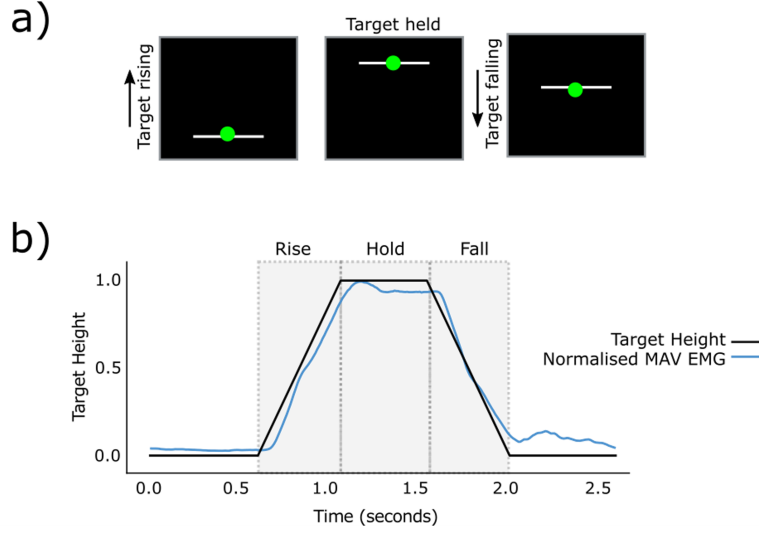 a)
Target rising
Target held
Target falling
b)
Rise
Hold
Fall
1.0
0.5
0.0
Target Height
Target Height
Normalised MAV EMG
0.0
0.5
1.0
1.5
2.0
2.5
Time (seconds)